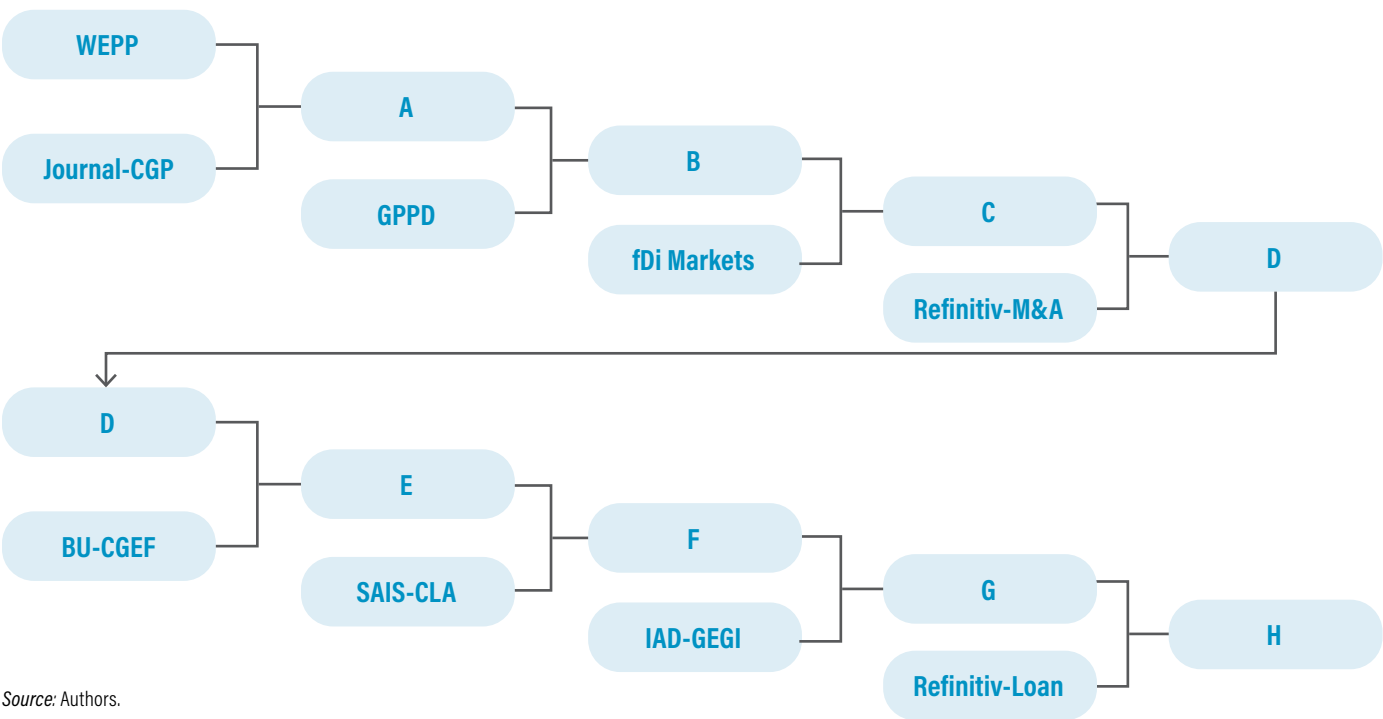 WEPP
Journal-CGP
A
GPPD
B
fDi Markets
C
Refinitiv-M&A
D
D
BU-CGEF
E
SAIS-CLA
F
IAD-GEGI
G
Refinitiv-Loan
H
Source: Authors.